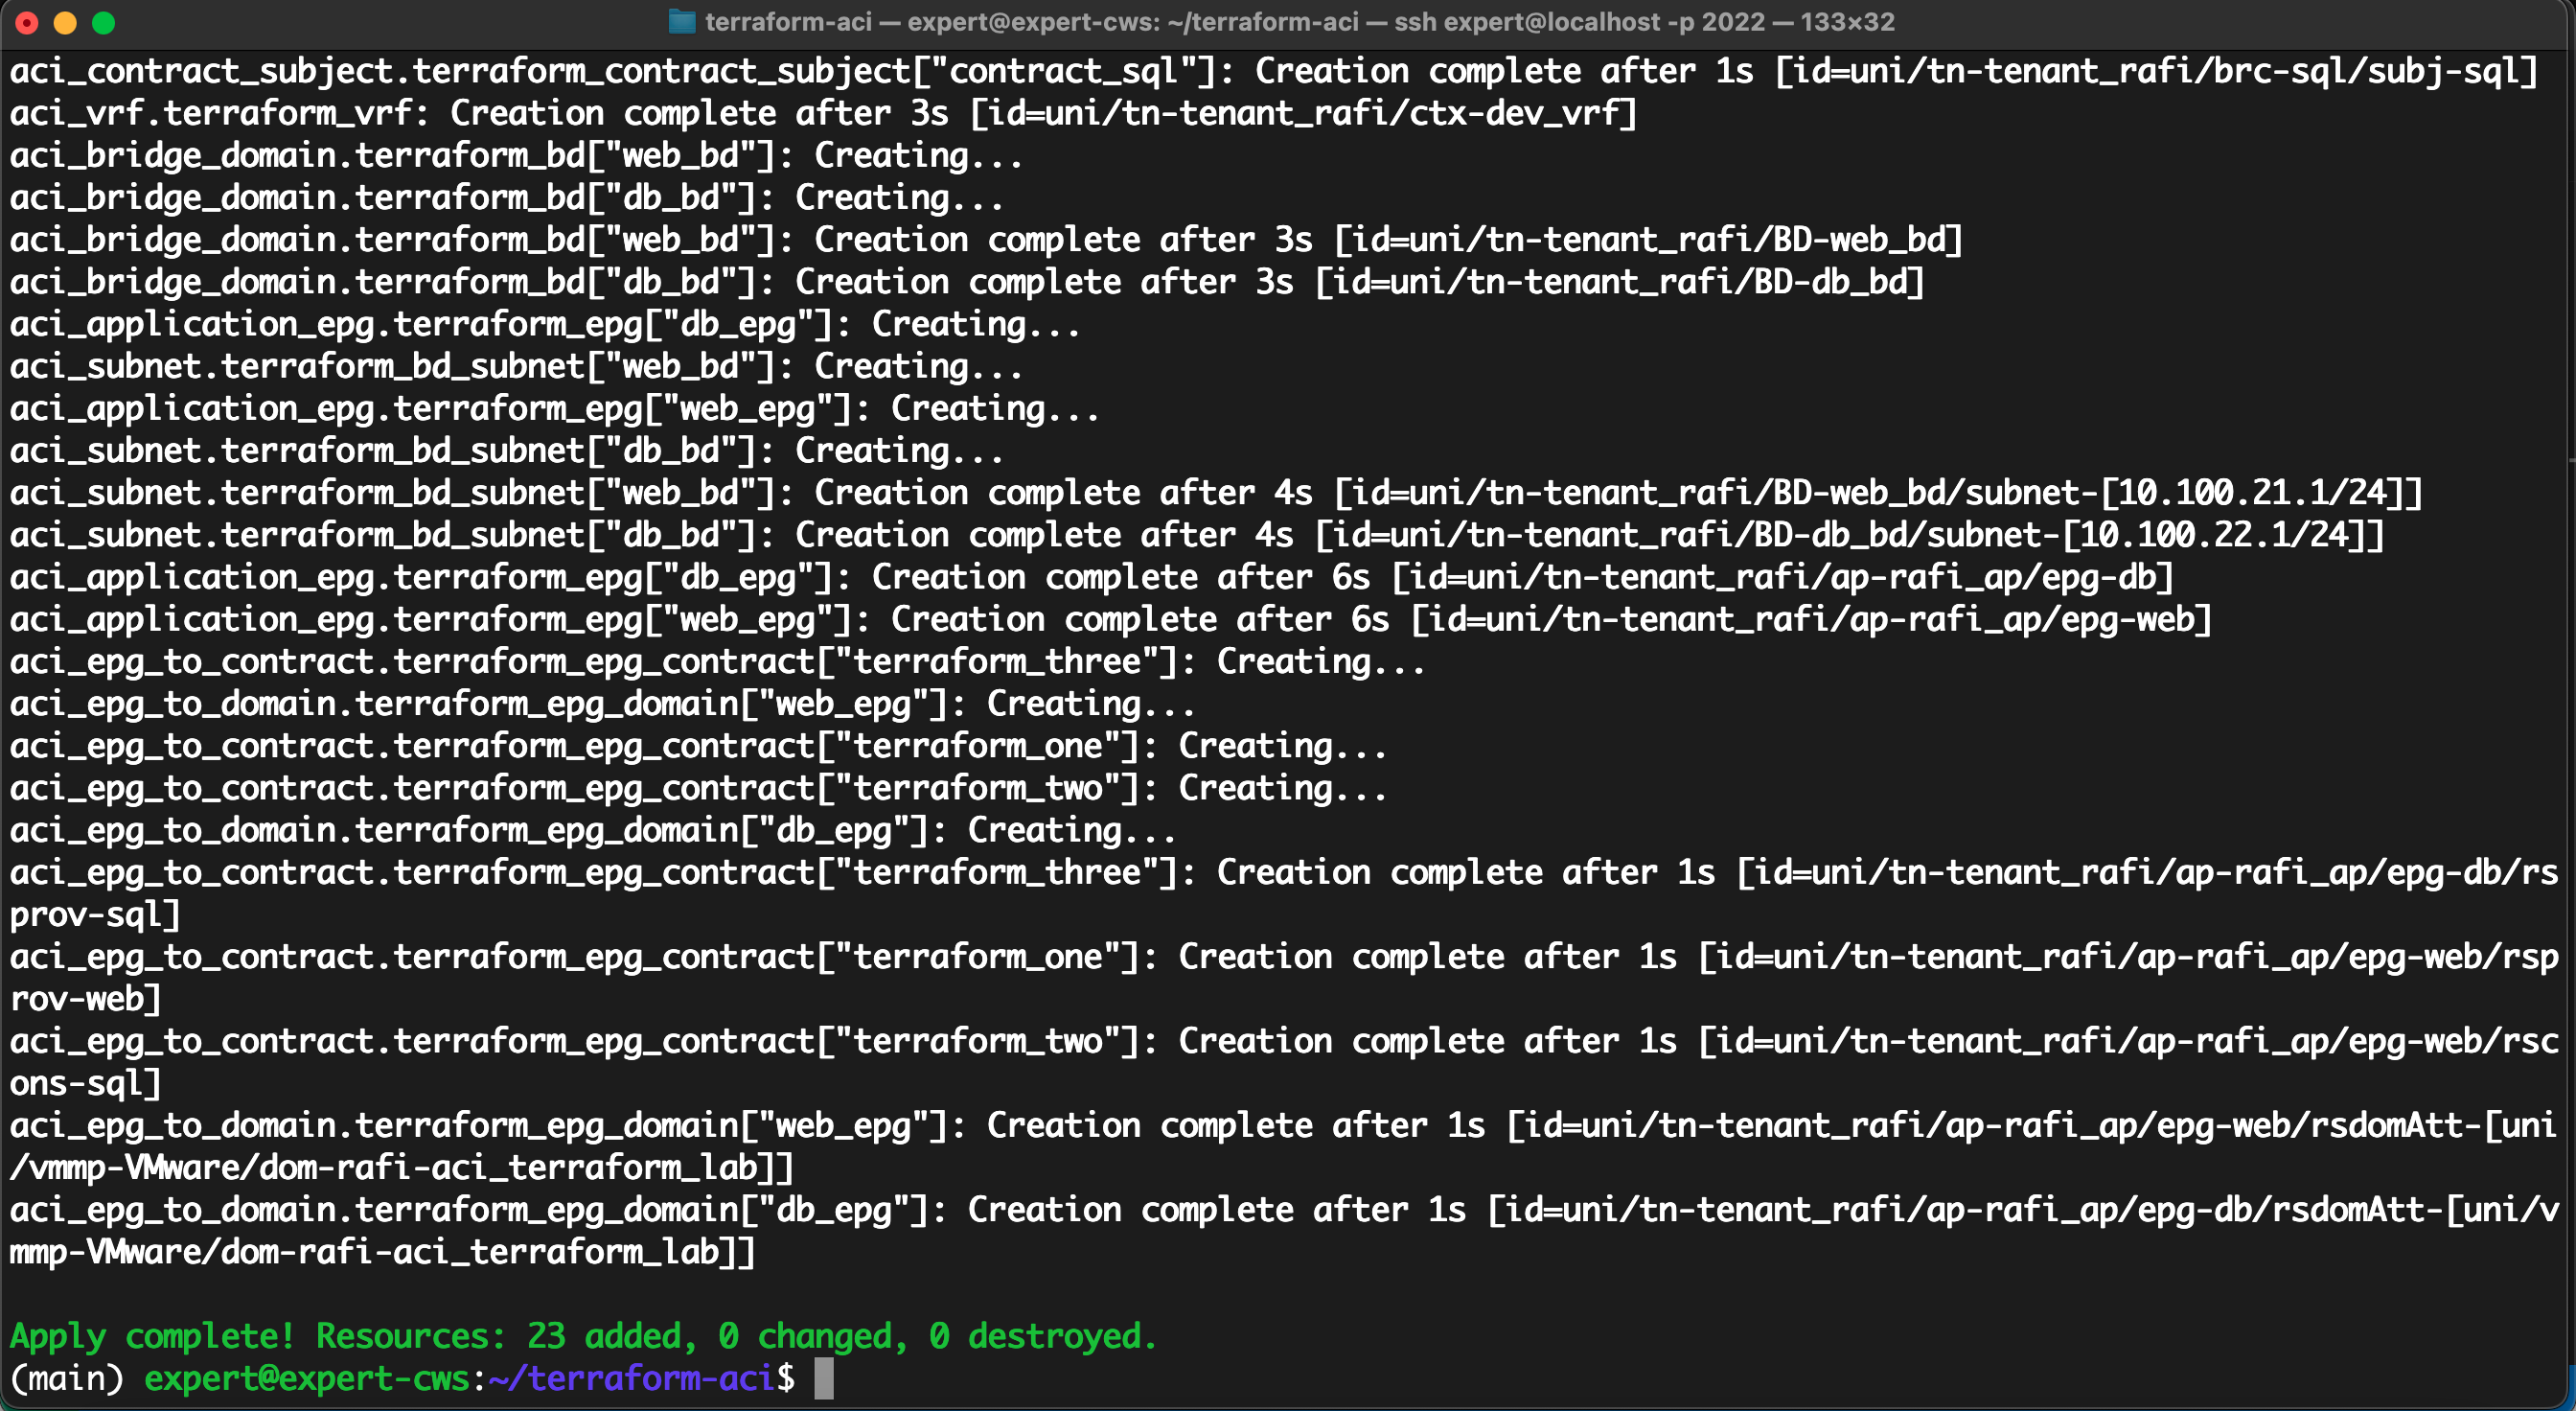 terraform-aci — expert@expert-cws: ~/terraform-aci — ssh expert@localhost -p 2022 — 133×32
aci_contract_subject.terraform_contract_subject["contract_sql"]: Creation complete after 1s [id=uni/tn-tenant_rafi/brc-sql/subj-sql]
aci_vrf.terraform_vrf: Creation complete after 3s [id=uni/tn-tenant_rafi/ctx-dev_vrf]
aci_bridge_domain.terraform_bd["web_bd"]: Creating...
aci_bridge_domain.terraform_bd["db_bd"]: Creating...
aci_bridge_domain.terraform_bd["web_bd"]: Creation complete after 3s [id=uni/tn-tenant_rafi/BD-web_bd]
aci_bridge_domain.terraform_bd["db_bd"]: Creation complete after 3s [id=uni/tn-tenant_rafi/BD-db_bd]
aci_application_epg.terraform_epg["db_epg"]: Creating...
aci_subnet.terraform_bd_subnet["web_bd"]: Creating...
aci_application_epg.terraform_epg["web_epg"]: Creating...
aci_subnet.terraform_bd_subnet["db_bd"]: Creating...
aci_subnet.terraform_bd_subnet["web_bd"]: Creation complete after 4s [id=uni/tn-tenant_rafi/BD-web_bd/subnet-[10.100.21.1/24]]
aci_subnet.terraform_bd_subnet["db_bd"]: Creation complete after 4s [id=uni/tn-tenant_rafi/BD-db_bd/subnet-[10.100.22.1/24]]
aci_application_epg.terraform_epg["db_epg"]: Creation complete after 6s [id=uni/tn-tenant_rafi/ap-rafi_ap/epg-db]
aci_application_epg.terraform_epg["web_epg"]: Creation complete after 6s [id=uni/tn-tenant_rafi/ap-rafi_ap/epg-web]
aci_epg_to_contract.terraform_epg_contract["terraform_three"]: Creating...
aci_epg_to_domain.terraform_epg_domain["web_epg"]: Creating...
aci_epg_to_contract.terraform_epg_contract["terraform_one"]: Creating...
aci_epg_to_contract.terraform_epg_contract["terraform_two"]: Creating...
aci_epg_to_domain.terraform_epg_domain["db_epg"]: Creating...
aci_epg_to_contract.terraform_epg_contract["terraform_three"]: Creation complete after 1s [id=uni/tn-tenant_rafi/ap-rafi_ap/epg-db/rs
prov-sql]
aci_epg_to_contract.terraform_epg_contract["terraform_one"]: Creation complete after 1s [id=uni/tn-tenant_rafi/ap-rafi_ap/epg-web/rsp
rov-web]
aci_epg_to_contract.terraform_epg_contract["terraform_two"]: Creation complete after 1s [id=uni/tn-tenant_rafi/ap-rafi_ap/epg-web/rsc
ons-sql]
aci_epg_to_domain.terraform_epg_domain["web_epg"]: Creation complete after 1s [id=uni/tn-tenant_rafi/ap-rafi_ap/epg-web/rsdomAtt-[uni
/vmmp-VMware/dom-rafi-aci_terraform_lab]]
aci_epg_to_domain.terraform_epg_domain["db_epg"]: Creation complete after 1s [id=uni/tn-tenant_rafi/ap-rafi_ap/epg-db/rsdomAtt-[uni/v
mmp-VMware/dom-rafi-aci_terraform_lab]]
Apply complete! Resources: 23 added, 0 changed, 0 destroyed.
(main) expert@expert-cws:~/terraform-aci$